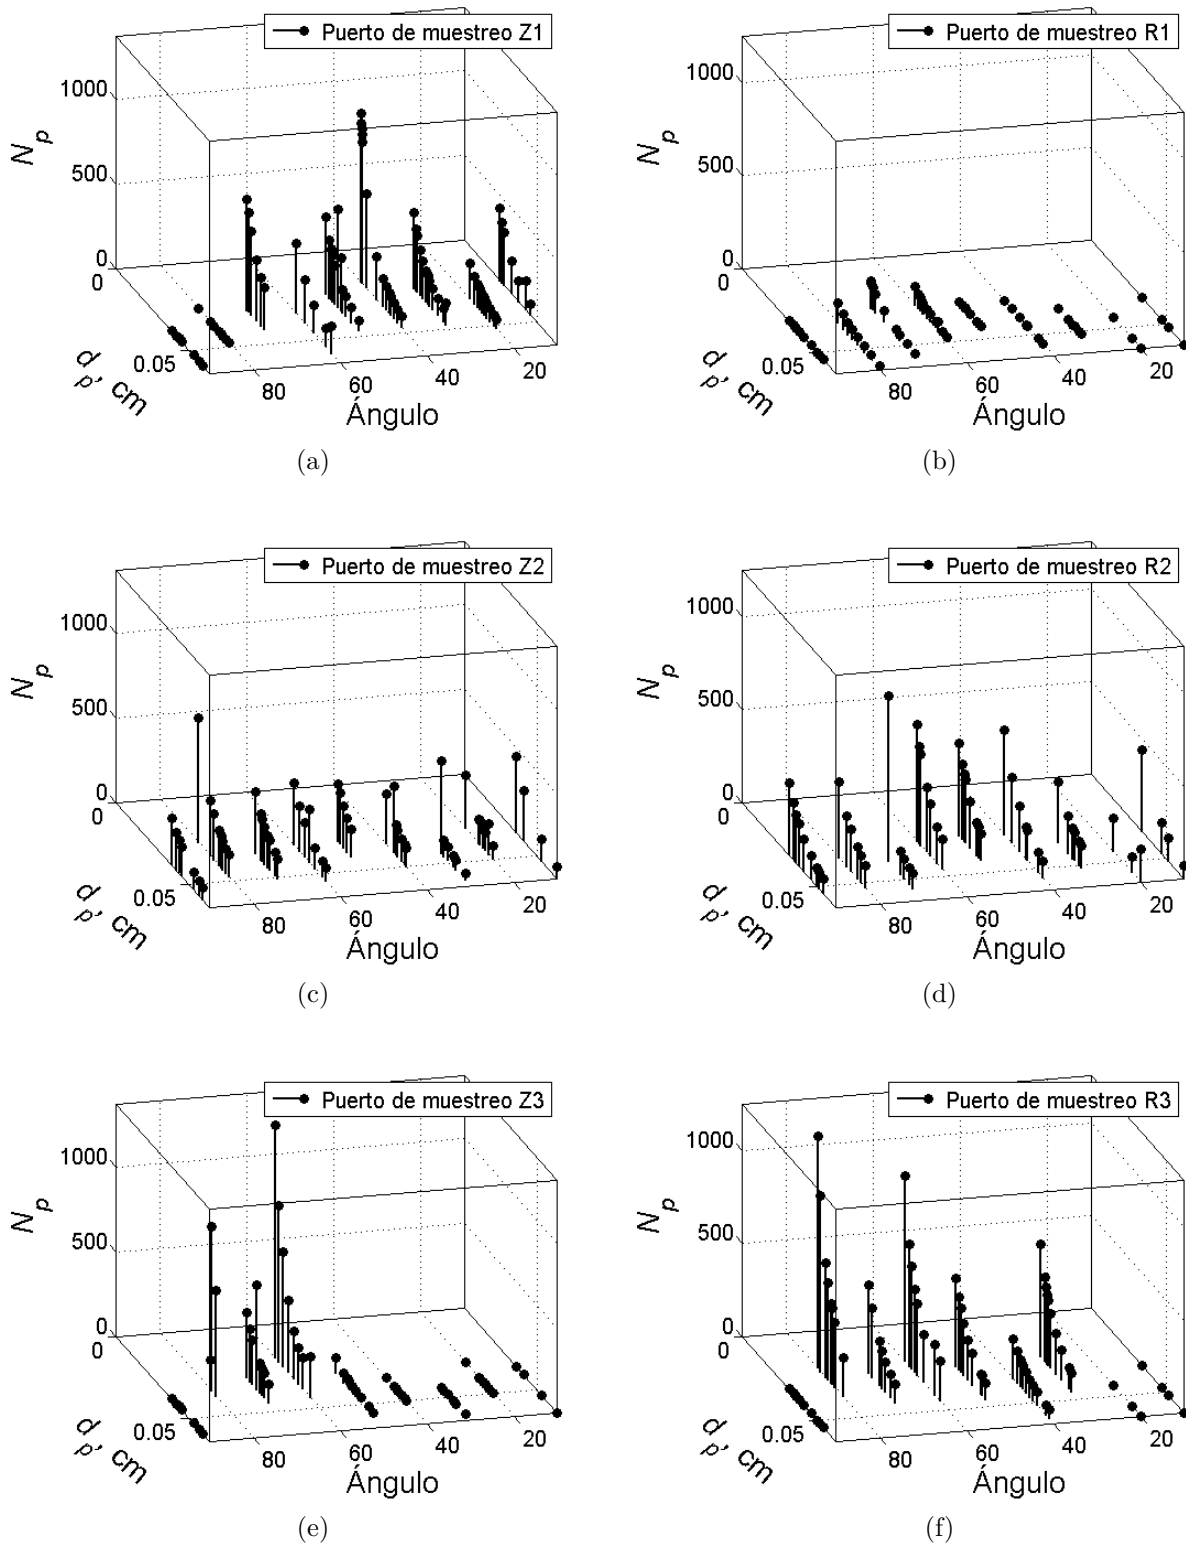 Puerto de muestreo Z1
1000
500
0
N_p
0
0.05
d_p, cm
80
60
40
20
Ángulo
(a)
Puerto de muestreo R1
1000
500
0
N_p
0
0.05
d_p, cm
80
60
40
20
Ángulo
(b)
Puerto de muestreo Z2
1000
500
0
N_p
0
0.05
d_p, cm
80
60
40
20
Ángulo
(c)
Puerto de muestreo R2
1000
500
0
N_p
0
0.05
d_p, cm
80
60
40
20
Ángulo
(d)
Puerto de muestreo Z3
1000
500
0
N_p
0
0.05
d_p, cm
80
60
40
20
Ángulo
(e)
Puerto de muestreo R3
1000
500
0
N_p
0
0.05
d_p, cm
80
60
40
20
Ángulo
(f)